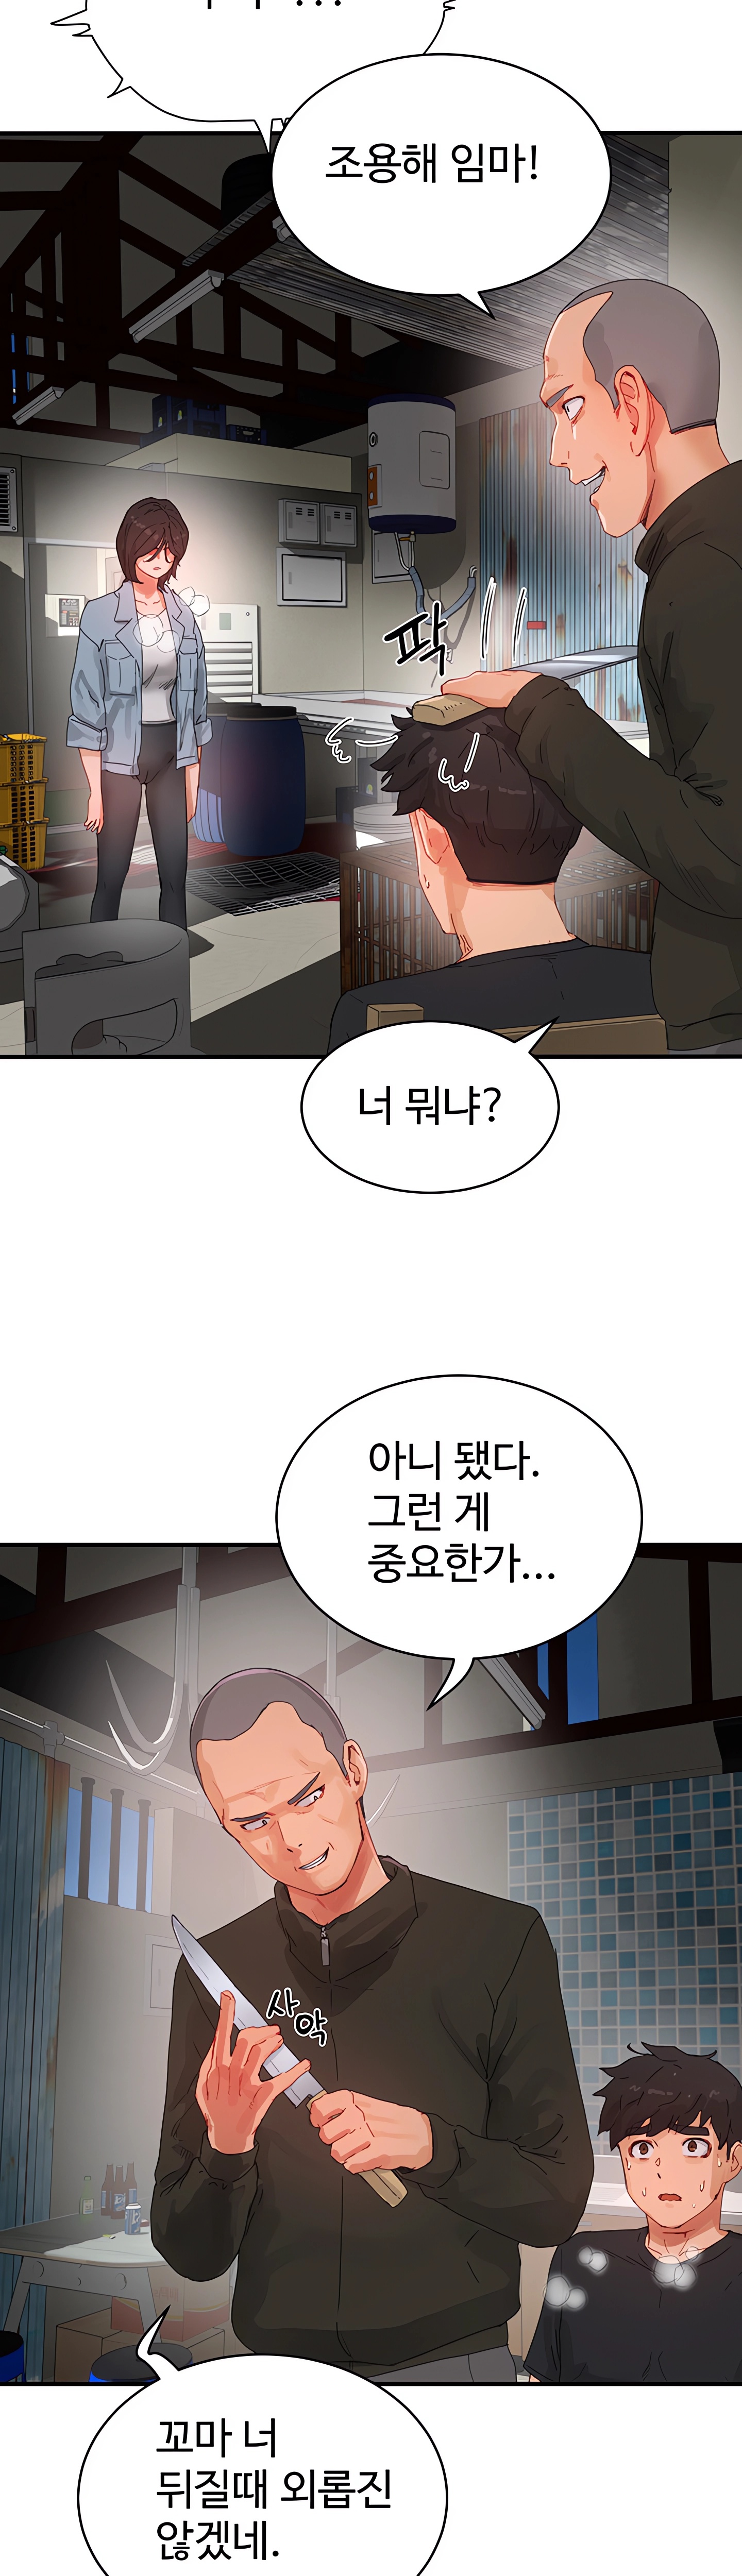 조용해 임마!
팍
너 뭐냐?
아니 됐다.
그런 게
중요한가...
사악
꼬마 너
뒤질때 외롭진
않겠네.